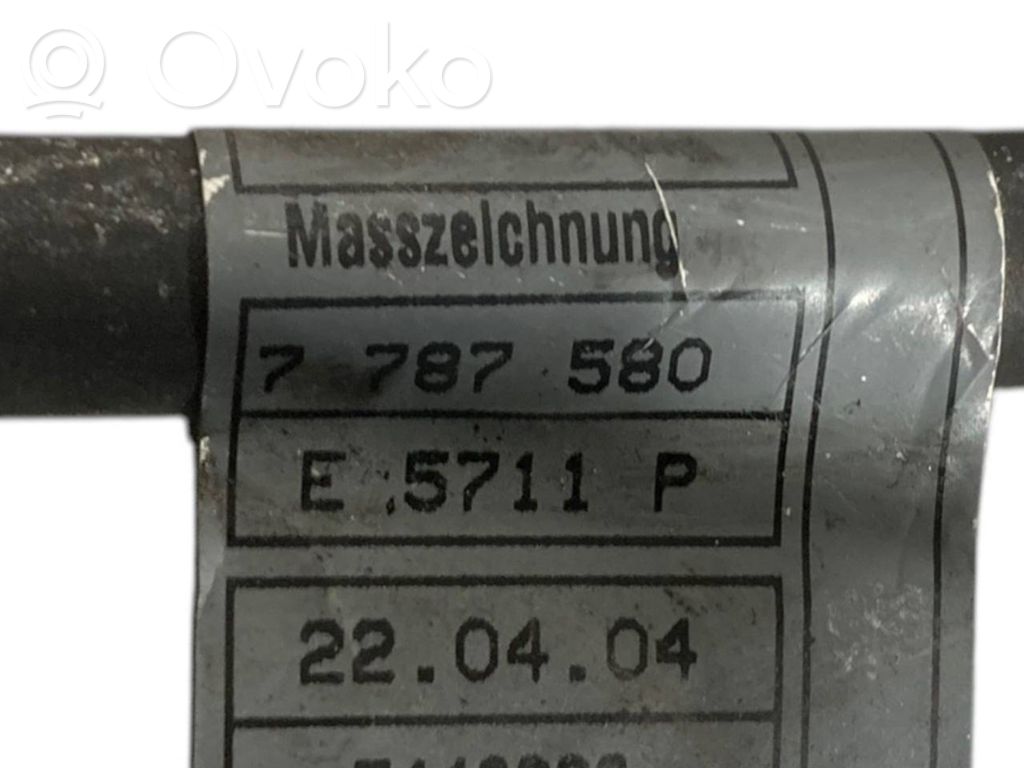 Ovoko
Masszeichnung
7 787 580
E 5711 P
22.04.04